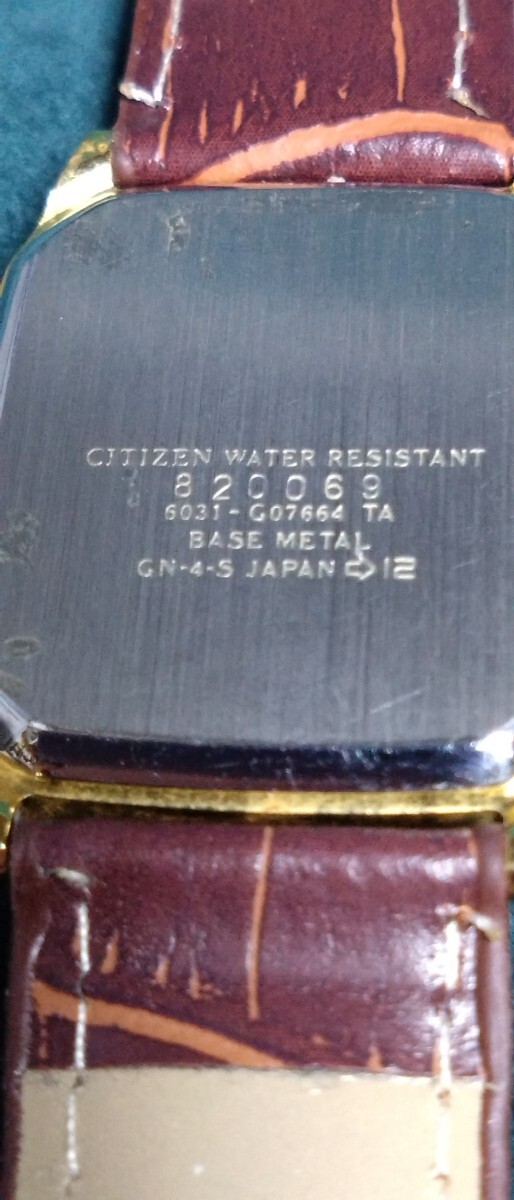 CITIZEN WATER RESISTANT
820069
6031-G07664 TA
BASE METAL
GN-4-S JAPAN ⇨12